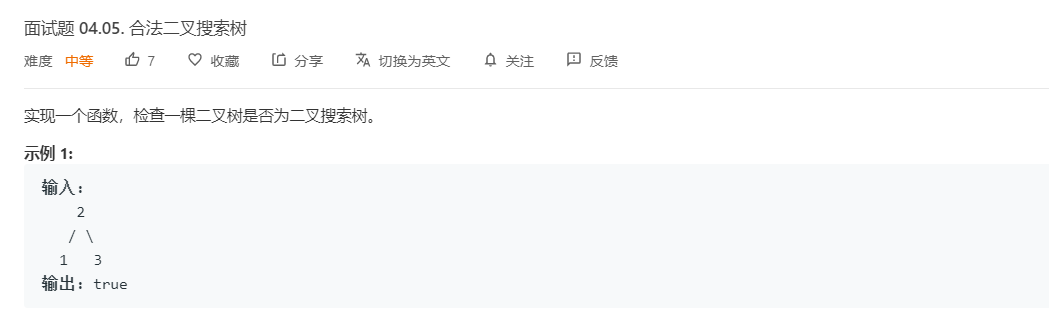 面试题 04.05. 合法二叉搜索树
难度 中等 7 收藏 分享 切换为英文 关注 反馈
实现一个函数，检查一棵二叉树是否为二叉搜索树。
示例 1:
输入：
2
/ \
1 3
输出：true